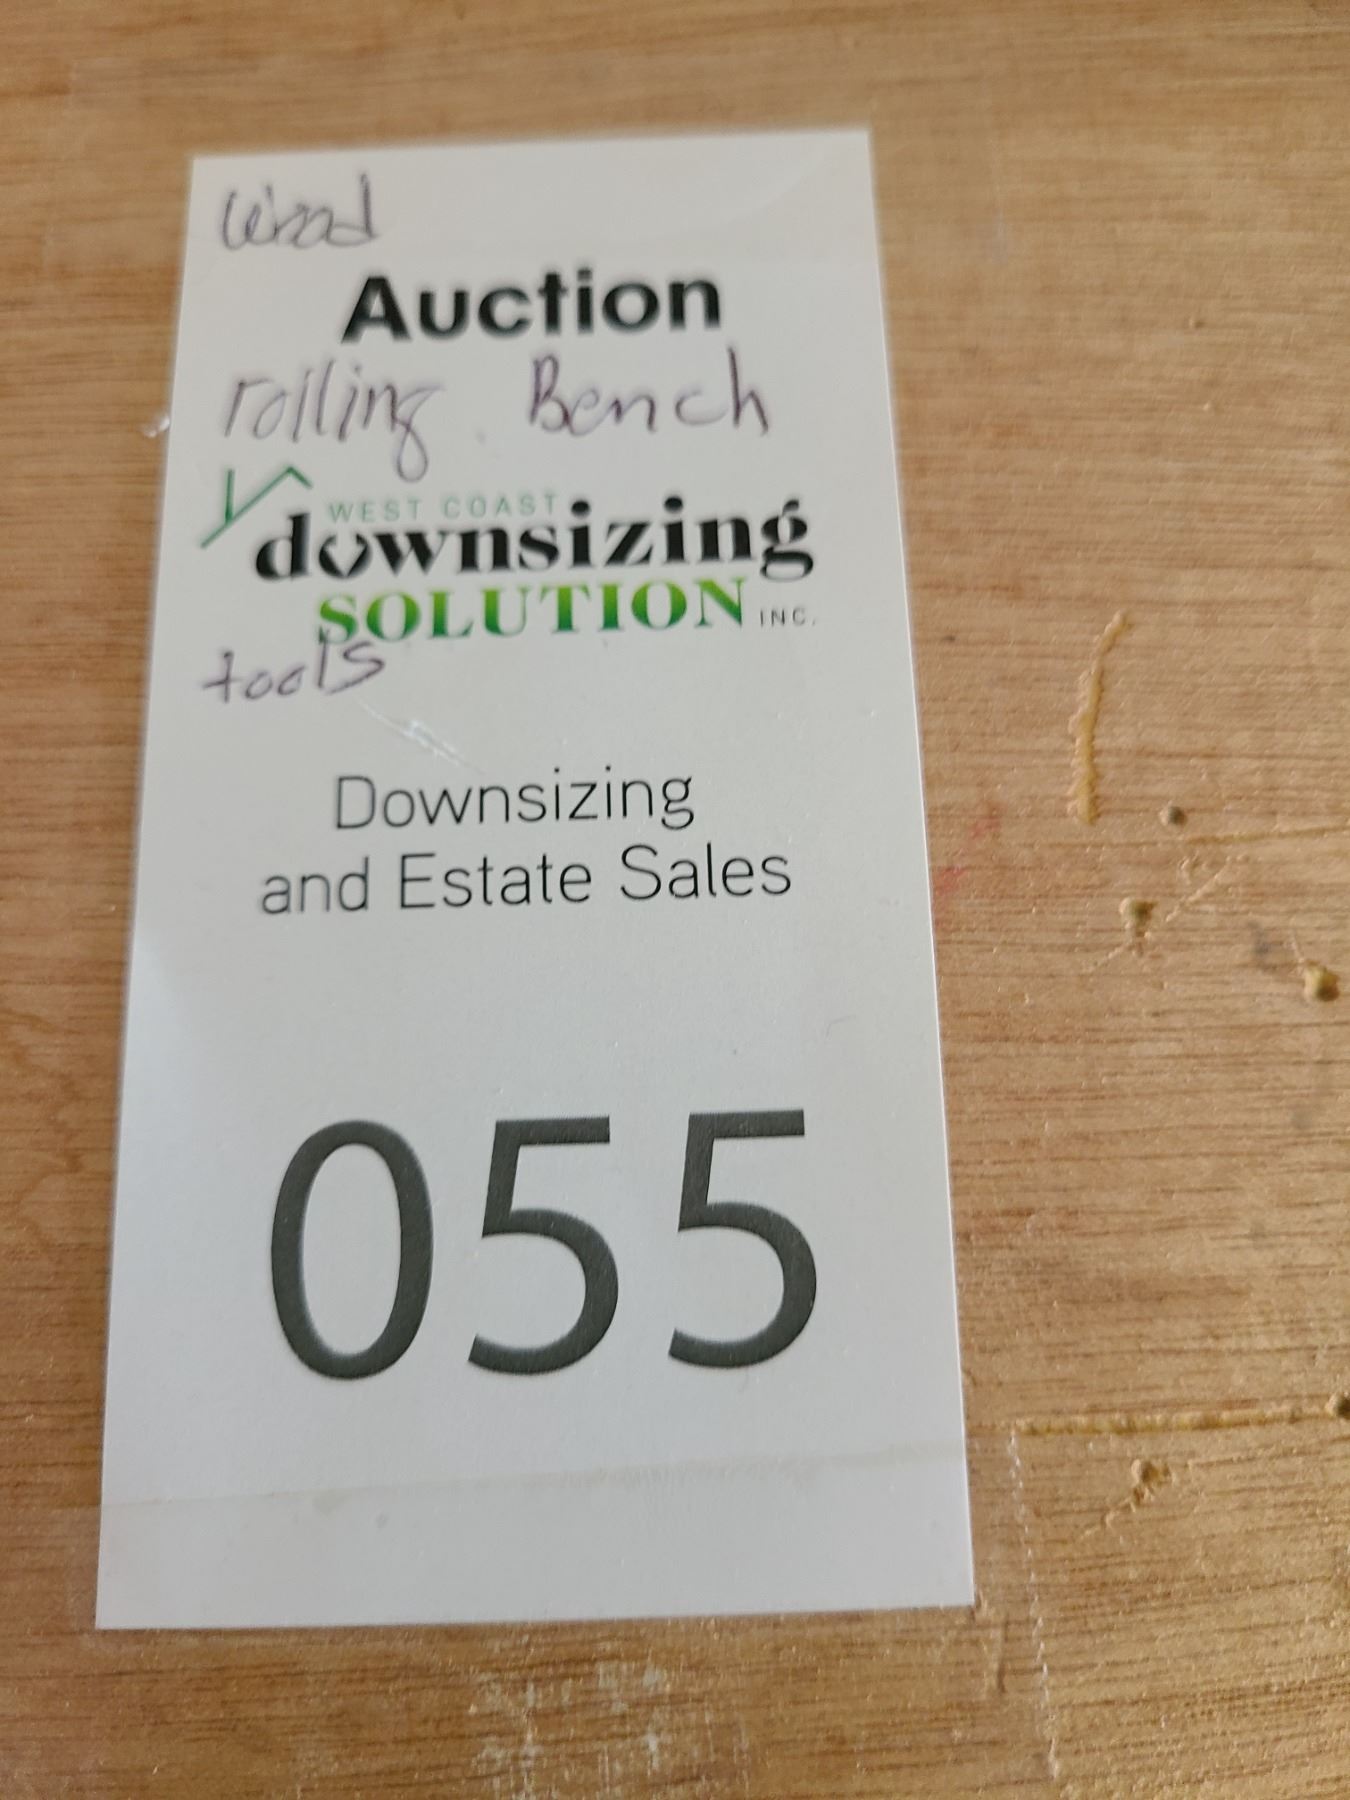 Wood
Auction
rolling Bench
WEST COAST
downsizing
SOLUTION INC.
tools
Downsizing
and Estate Sales
055